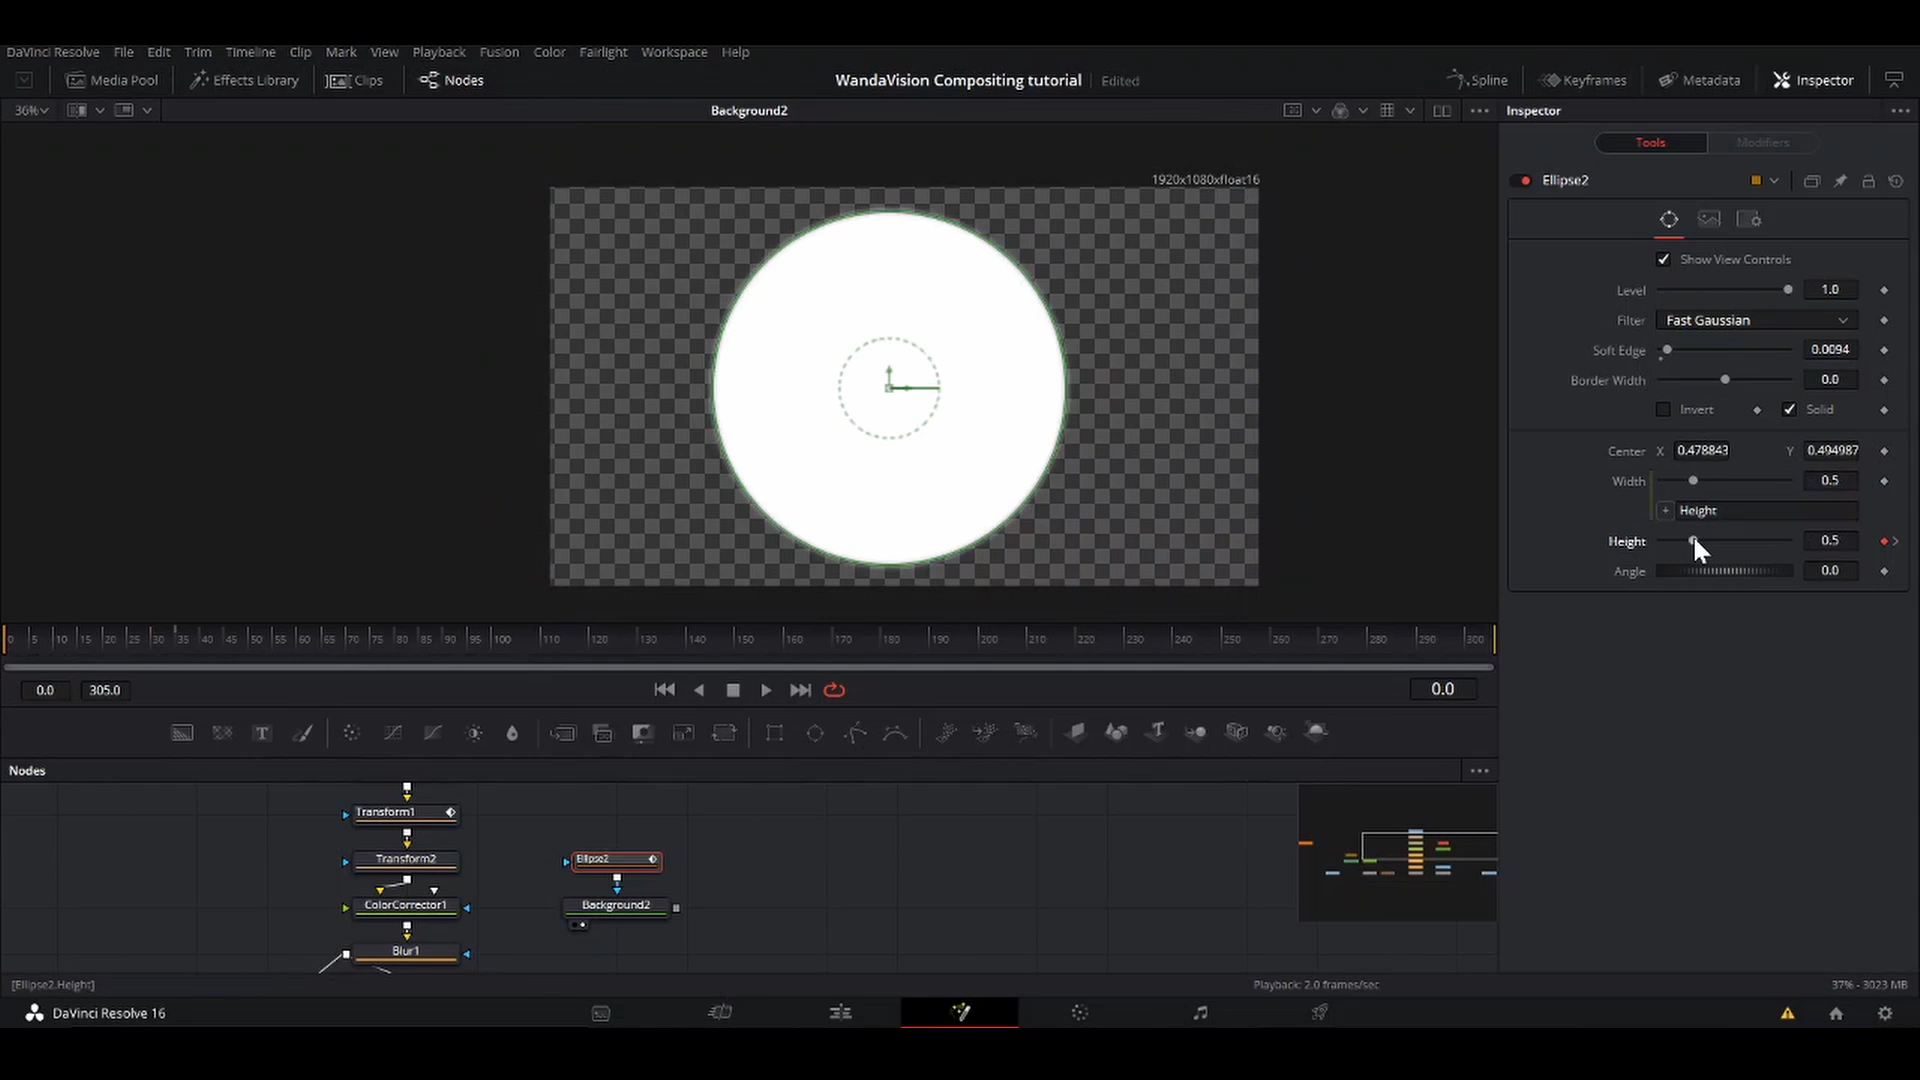 DaVinci Resolve File Edit Trim Timeline Clip Mark View Playback Fusion Color Fairlight Workspace Help
Media Pool Effects Library Clips Nodes WandaVision Compositing tutorial Edited Spline Keyframes Metadata Inspector
36% Background2 Inspector
Tools Modifiers
1920x1080xfloat16
Ellipse2
Show View Controls
Level 1.0
Filter Fast Gaussian
Soft Edge 0.0094
Border Width 0.0
Invert Solid
Center X 0.478843 Y 0.494987
Width 0.5
+ Height
Height 0.5
Angle 0.0
0 5 10 15 20 25 30 35 40 45 50 55 60 65 70 75 80 85 90 95 100 110 120 130 140 150 160 170 180 190 200 210 220 230 240 250 260 270 280 290 300
0.0 305.0 0.0
Nodes
Transform1
Transform2
Ellipse2
ColorCorrector1
Background2
Blur1
[Ellipse2.Height] Playback: 2.0 frames/sec 37% - 3023 MB
DaVinci Resolve 16